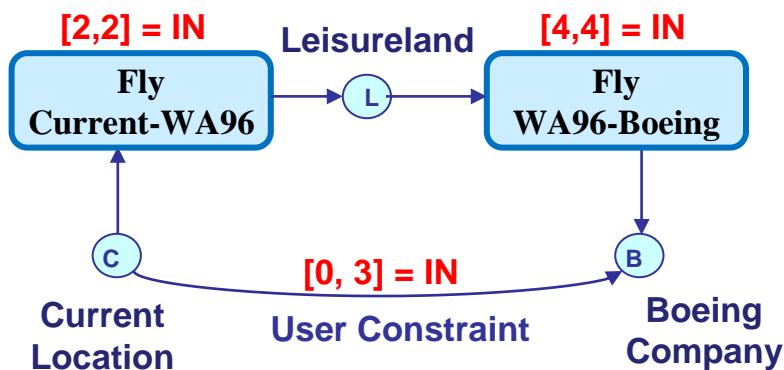 [2,2] = IN
Leisureland
[4,4] = IN
Fly
Current-WA96
L
Fly
WA96-Boeing
C
[0, 3] = IN
B
Current
Location
User Constraint
Boeing
Company